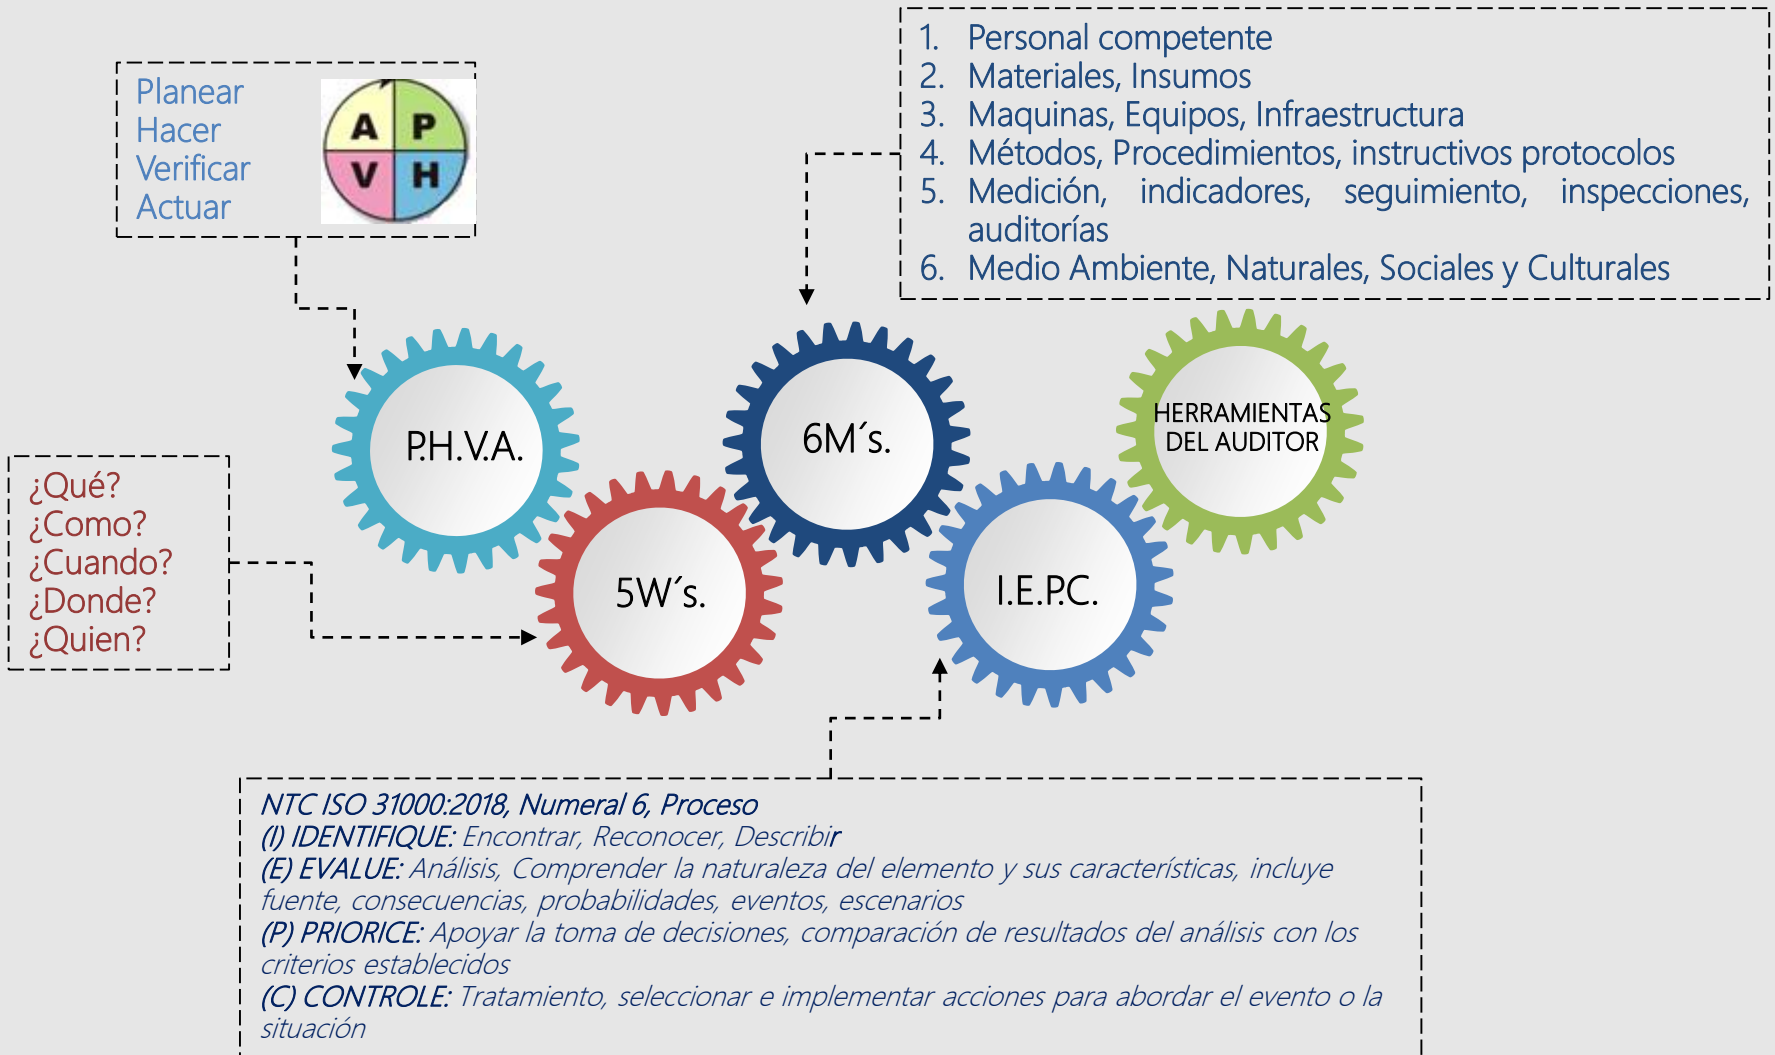 Planear
Hacer
Verificar
Actuar
A P
V H
1. Personal competente
2. Materiales, Insumos
3. Maquinas, Equipos, Infraestructura
4. Métodos, Procedimientos, instructivos protocolos
5. Medición, indicadores, seguimiento, inspecciones,
auditorías
6. Medio Ambiente, Naturales, Sociales y Culturales
P.H.V.A.
6M´s.
HERRAMIENTAS
DEL AUDITOR
¿Qué?
¿Como?
¿Cuando?
¿Donde?
¿Quien?
5W´s.
I.E.P.C.
NTC ISO 31000:2018, Numeral 6, Proceso
(I) IDENTIFIQUE: Encontrar, Reconocer, Describir
(E) EVALUE: Análisis, Comprender la naturaleza del elemento y sus características, incluye
fuente, consecuencias, probabilidades, eventos, escenarios
(P) PRIORICE: Apoyar la toma de decisiones, comparación de resultados del análisis con los
criterios establecidos
(C) CONTROLE: Tratamiento, seleccionar e implementar acciones para abordar el evento o la
situación